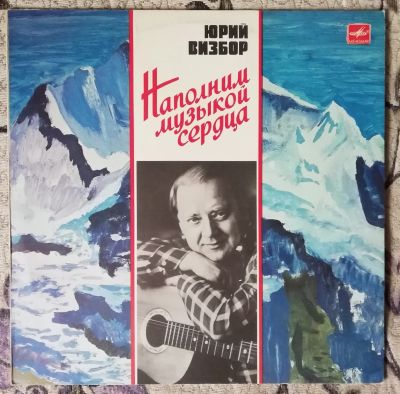 ЮРИЙ
ВИЗБОР
Наполним
музыкой
сердца